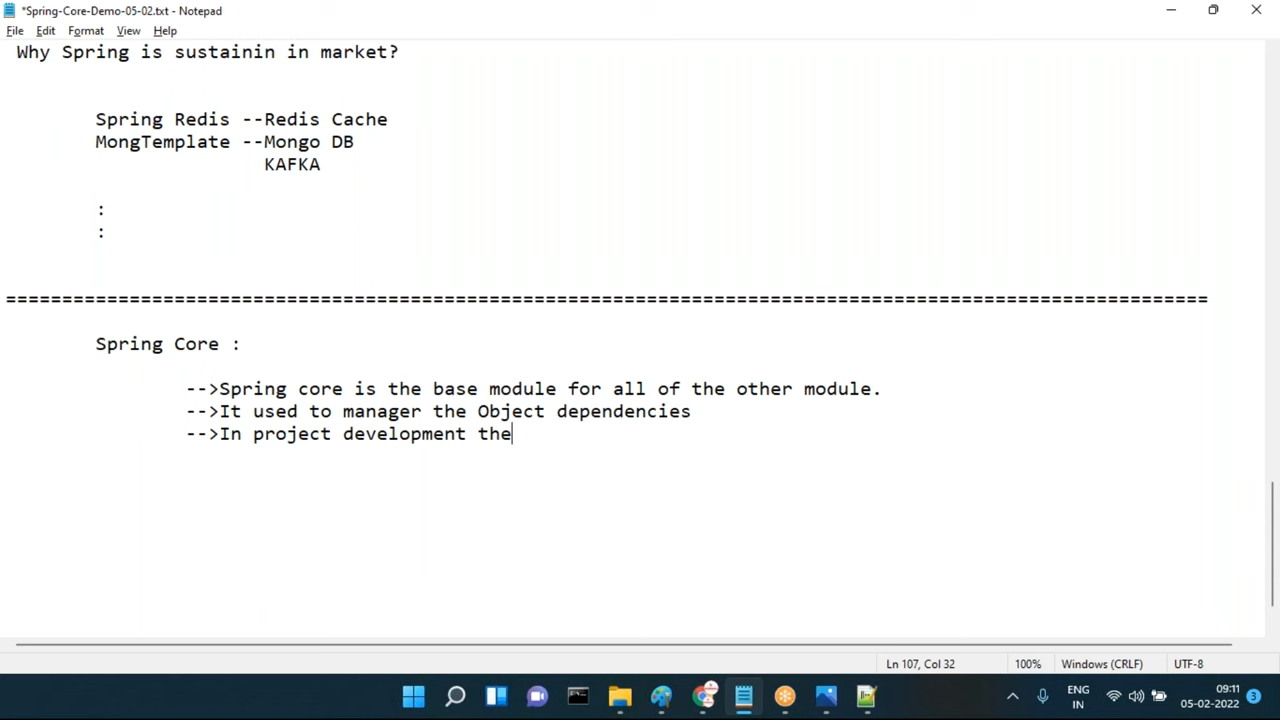 *Spring-Core-Demo-05-02.txt - Notepad
File Edit Format View Help
Why Spring is sustainin in market?
Spring Redis --Redis Cache
MongTemplate --Mongo DB
KAFKA
:
:
===========================================================================================================
Spring Core :
-->Spring core is the base module for all of the other module.
-->It used to manager the Object dependencies
-->In project development the
Ln 107, Col 32 100% Windows (CRLF) UTF-8
ENG
IN
09:11
05-02-2022
3